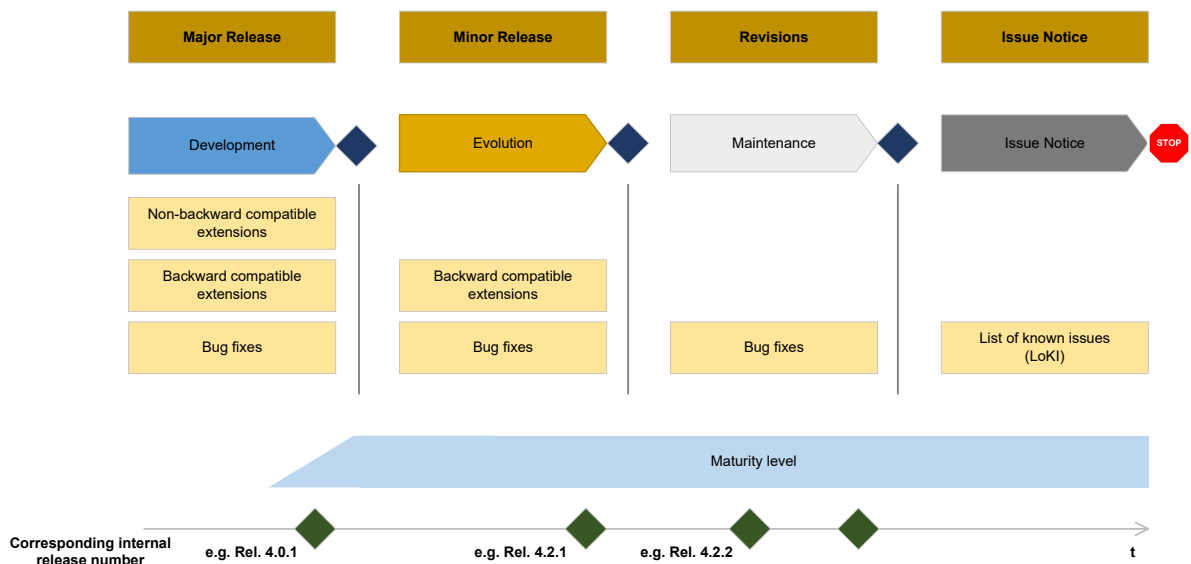 Major Release
Minor Release
Revisions
Issue Notice
Development
Evolution
Maintenance
Issue Notice
STOP
Non-backward compatible
extensions
Backward compatible
extensions
Backward compatible
extensions
Bug fixes
Bug fixes
Bug fixes
List of known issues
(LoKI)
Maturity level
Corresponding internal
release number
e.g. Rel. 4.0.1
e.g. Rel. 4.2.1
e.g. Rel. 4.2.2
t